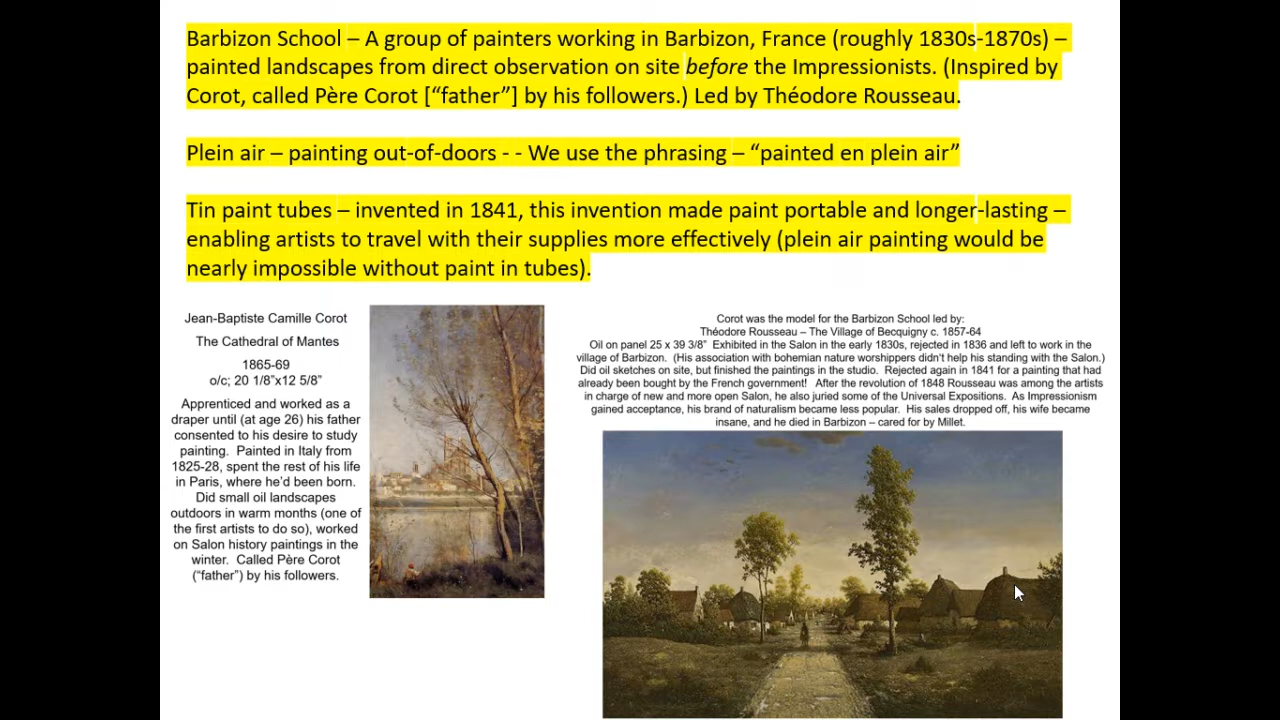 Barbizon School – A group of painters working in Barbizon, France (roughly 1830s-1870s) –
painted landscapes from direct observation on site before the Impressionists. (Inspired by
Corot, called Père Corot [“father”] by his followers.) Led by Théodore Rousseau.
Plein air – painting out-of-doors - - We use the phrasing – “painted en plein air”
Tin paint tubes – invented in 1841, this invention made paint portable and longer-lasting –
enabling artists to travel with their supplies more effectively (plein air painting would be
nearly impossible without paint in tubes).
Jean-Baptiste Camille Corot
The Cathedral of Mantes
1865-69
o/c; 20 1/8”x12 5/8”
Apprenticed and worked as a
draper until (at age 26) his father
consented to his desire to study
painting.  Painted in Italy from
1825-28, spent the rest of his life
in Paris, where he’d been born.
Did small oil landscapes
outdoors in warm months (one of
the first artists to do so), worked
on Salon history paintings in the
winter.  Called Père Corot
(“father”) by his followers.
Corot was the model for the Barbizon School led by:
Théodore Rousseau – The Village of Becquigny c. 1857-64
Oil on panel 25 x 39 3/8”  Exhibited in the Salon in the early 1830s, rejected in 1836 and left to work in the
village of Barbizon.  (His association with bohemian nature worshippers didn’t help his standing with the Salon.)
Did oil sketches on site, but finished the paintings in the studio.  Rejected again in 1841 for a painting that had
already been bought by the French government!   After the revolution of 1848 Rousseau was among the artists
in charge of new and more open Salon, he also juried some of the Universal Expositions.  As Impressionism
gained acceptance, his brand of naturalism became less popular.  His sales dropped off, his wife became
insane, and he died in Barbizon – cared for by Millet.